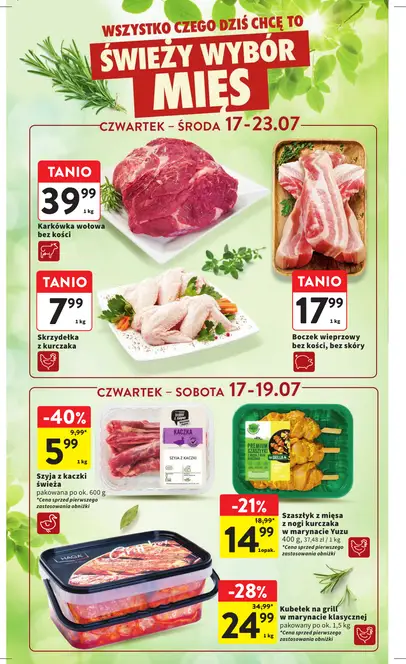 WSZYSTKO CZEGO DZIŚ CHCĘ TO
ŚWIEŻY WYBÓR
MIĘS
CZWARTEK – ŚRODA 17-23.07
TANIO
39 99
1 kg
Karkówka wołowa
bez kości
TANIO
7 99
1 kg
Skrzydełka
z kurczaka
TANIO
17 99
1 kg
Boczek wieprzowy
bez kości, bez skóry
CZWARTEK – SOBOTA 17-19.07
-40%
9,99*
5 99
1 kg
Szyja z kaczki
świeża
pakowana po ok. 600 g
*Cena sprzed pierwszego
zastosowania obniżki
KACZKA
SZYJA Z KACZKI
PREMIUM
SZASZŁYK
-21%
18,99*
14 99
1 opak.
Szaszłyk z mięsa
z nogi kurczaka
w marynacie Yuzu
400 g, 37,48 zł / 1 kg
*Cena sprzed pierwszego
zastosowania obniżki
-28%
34,99*
24 99
1 kg
Kubełek na grill
w marynacie klasycznej
pakowany po ok. 1,5 kg
*Cena sprzed pierwszego
zastosowania obniżki